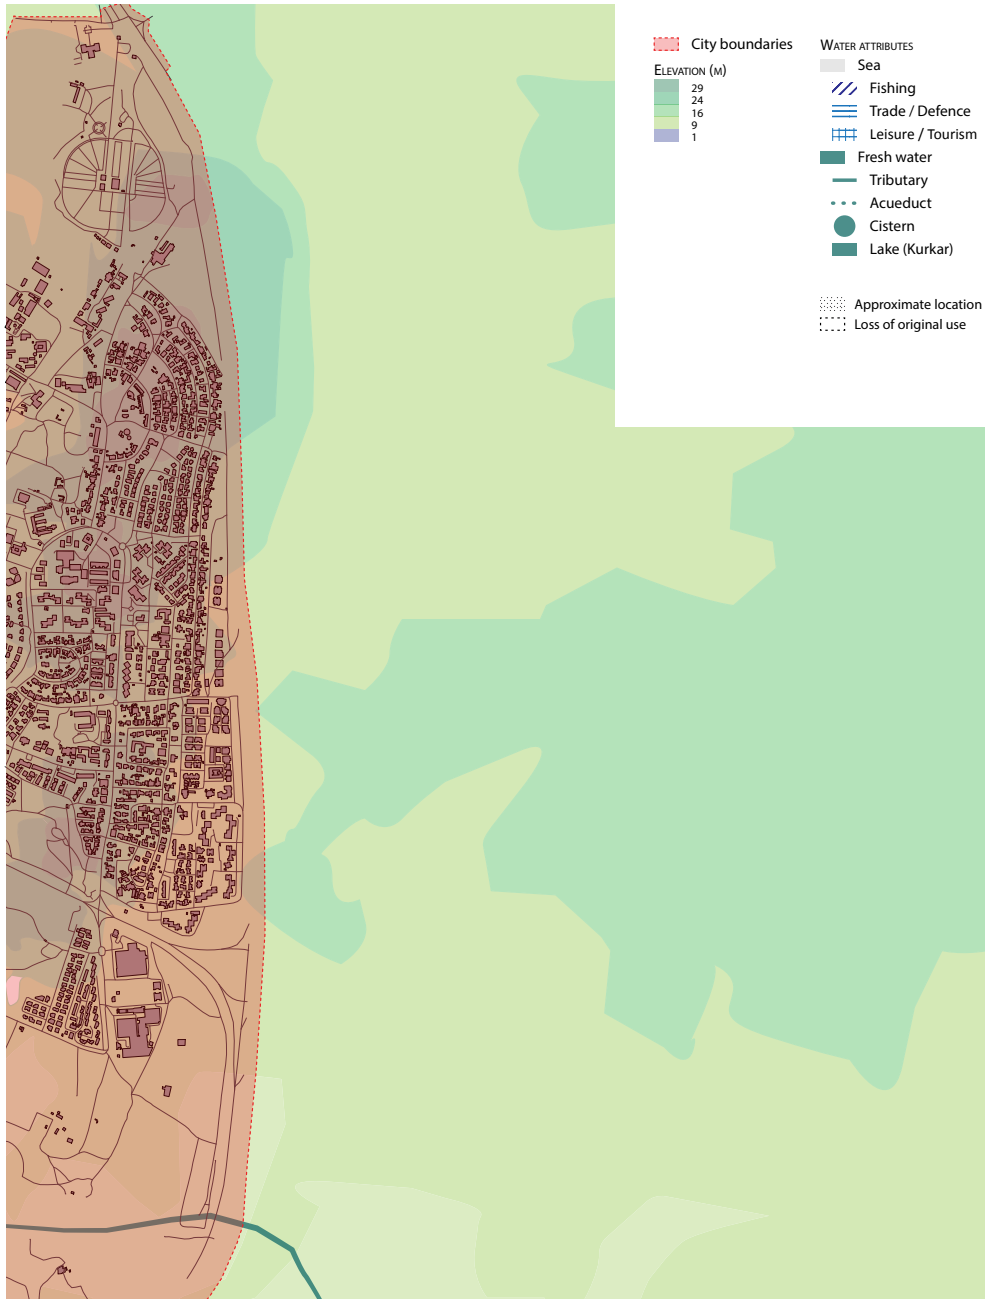 City boundaries
Elevation (m)
29
24
16
9
1
Water attributes
Sea
Fishing
Trade / Defence
Leisure / Tourism
Fresh water
Tributary
Acueduct
Cistern
Lake (Kurkar)
Approximate location
Loss of original use